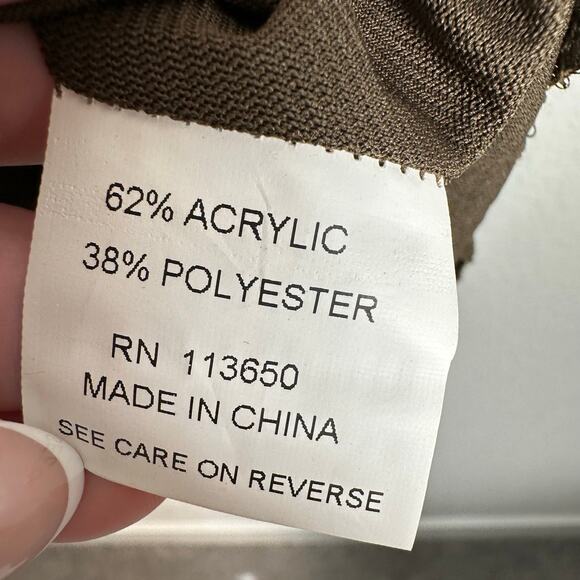 62% ACRYLIC
38% POLYESTER
RN 113650
MADE IN CHINA
SEE CARE ON REVERSE